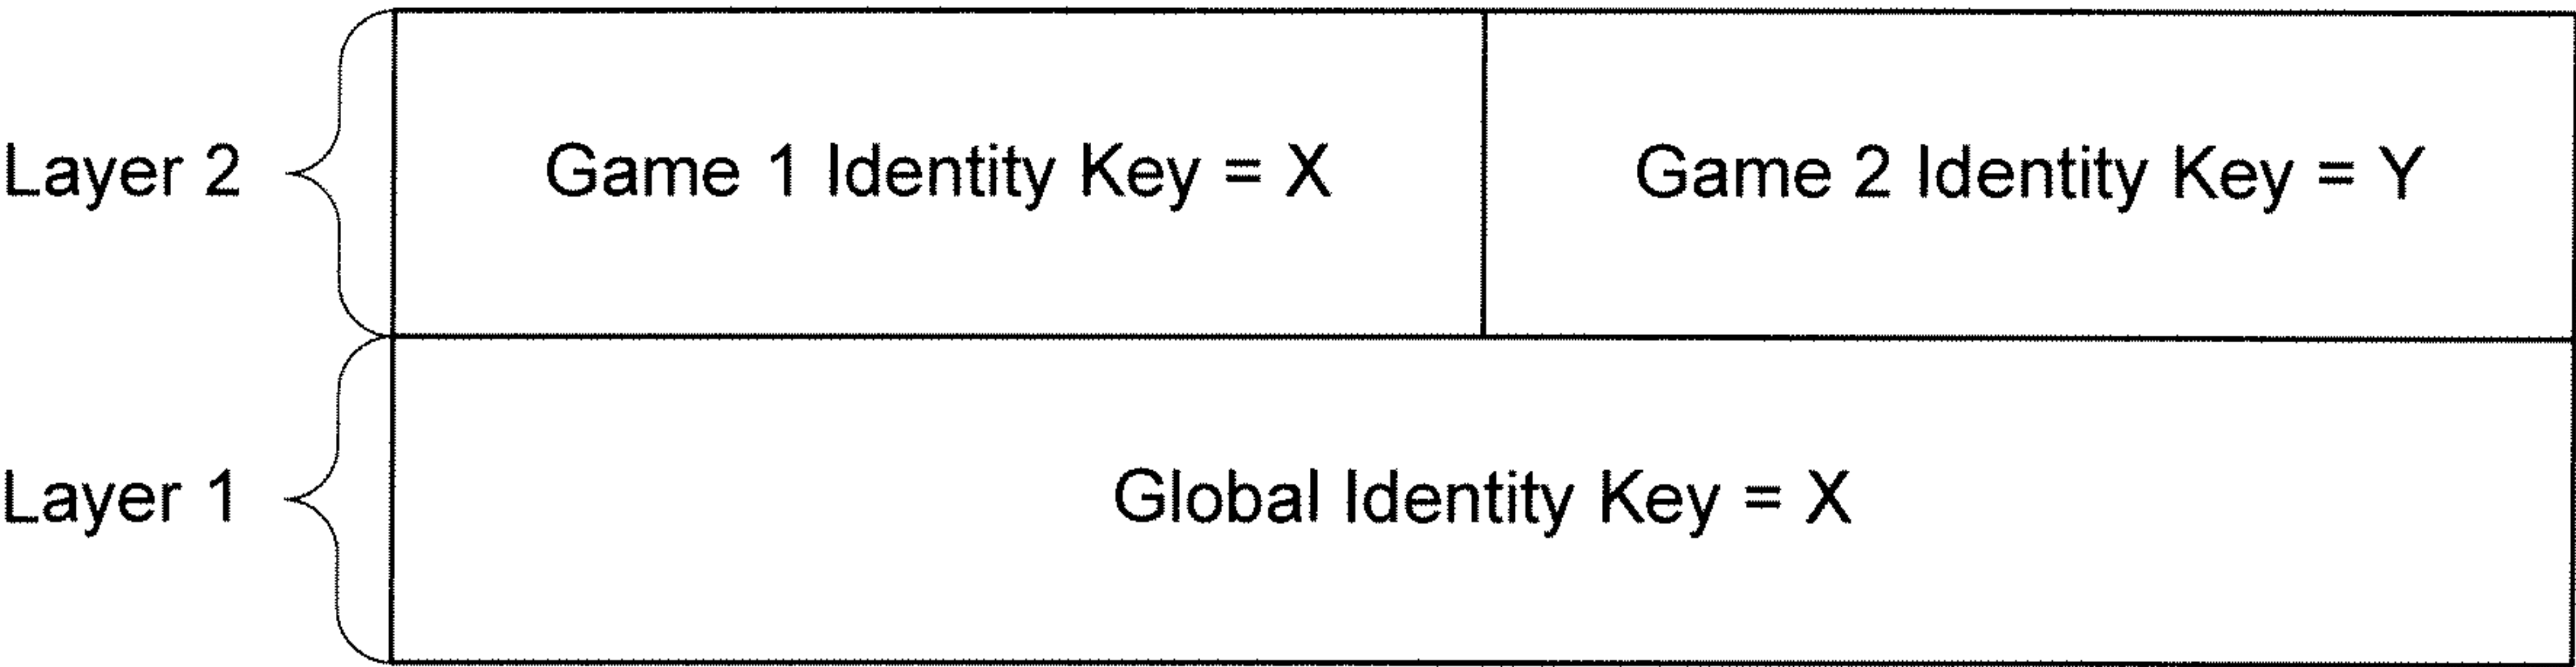 Layer 2
Game 1 Identity Key = X
Game 2 Identity Key = Y
Layer 1
Global Identity Key = X